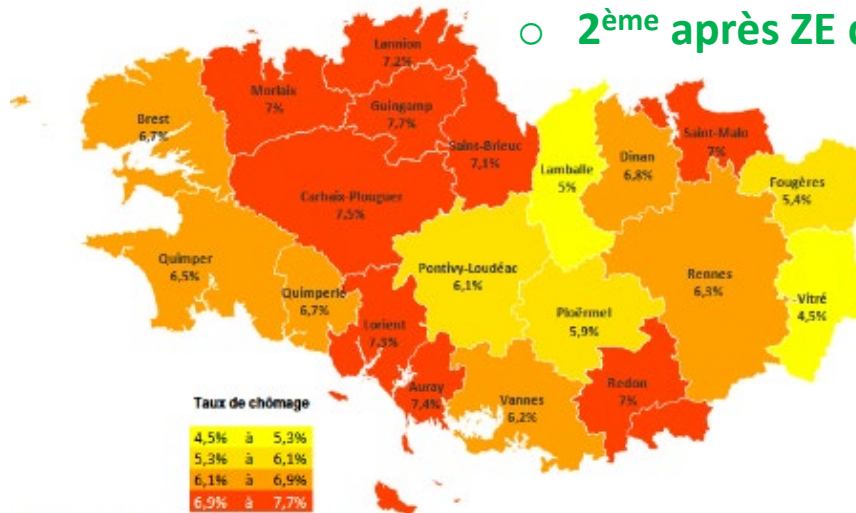 ○ 2ème après ZE
Lannion
7,2%
Morlaix
7%
Guingamp
7,7%
Brest
6,7%
Saint-Brieuc
7,1%
Lamballe
5%
Dinan
6,8%
Saint-Malo
7%
Fougères
5,4%
Carhaix-Plouguer
7,5%
Quimper
6,5%
Quimperlé
6,7%
Pontivy-Loudéac
6,1%
Rennes
6,3%
Vitré
4,5%
Ploërmel
5,9%
Lorient
Auray
7,4%
Vannes
6,2%
Redon
7%
Taux de chômage
4,5% à 5,3%
5,3% à 6,1%
6,1% à 6,9%
6,9% à 7,7%